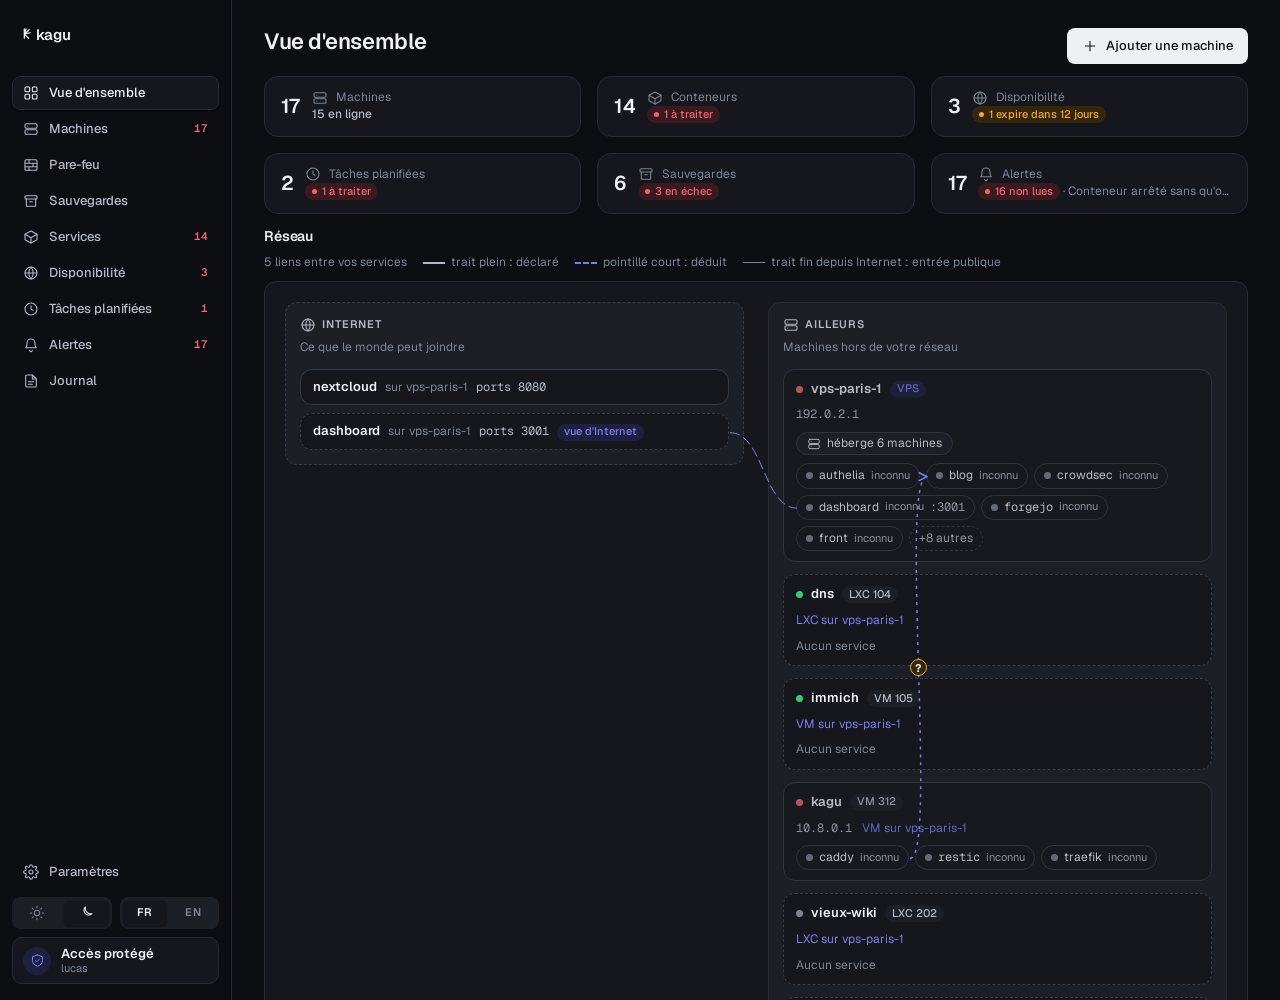 kagu
Vue d'ensemble
Machines 17
Pare-feu
Sauvegardes
Services 14
Disponibilité 3
Tâches planifiées 1
Alertes 17
Journal
Paramètres
FR EN
Accès protégé
lucas
Vue d'ensemble
Ajouter une machine
17 Machines
15 en ligne
14 Conteneurs
1 à traiter
3 Disponibilité
1 expire dans 12 jours
2 Tâches planifiées
1 à traiter
6 Sauvegardes
3 en échec
17 Alertes
16 non lues · Conteneur arrêté sans qu'o…
Réseau
5 liens entre vos services trait plein : déclaré pointillé court : déduit trait fin depuis Internet : entrée publique
INTERNET
Ce que le monde peut joindre
nextcloud sur vps-paris-1 ports 8080
dashboard sur vps-paris-1 ports 3001 vue d'Internet
AILLEURS
Machines hors de votre réseau
vps-paris-1 VPS
192.0.2.1
héberge 6 machines
authelia inconnu blog inconnu crowdsec inconnu
dashboard inconnu :3001 forgejo inconnu
front inconnu +8 autres
dns LXC 104
LXC sur vps-paris-1
Aucun service
?
immich VM 105
VM sur vps-paris-1
Aucun service
kagu VM 312
10.8.0.1 VM sur vps-paris-1
caddy inconnu restic inconnu traefik inconnu
vieux-wiki LXC 202
LXC sur vps-paris-1
Aucun service